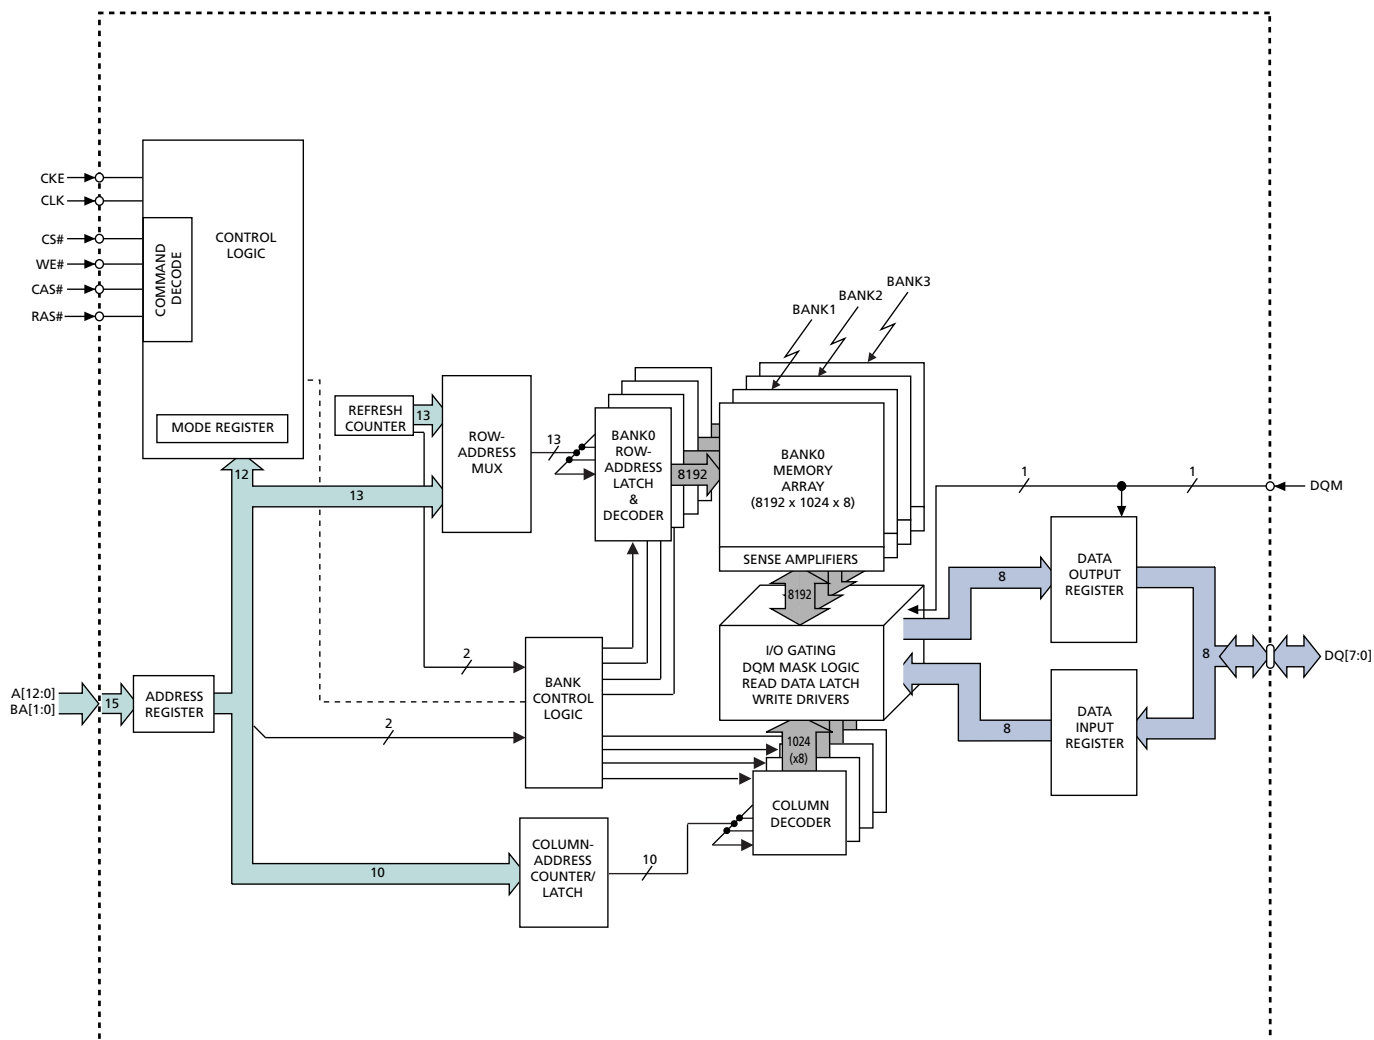 CKE
CLK
CS#
WE#
CAS#
RAS#
COMMAND
DECODE
CONTROL
LOGIC
MODE REGISTER
12
13
REFRESH
COUNTER
13
ROW-
ADDRESS
MUX
13
BANK0
ROW-
ADDRESS
LATCH
&
DECODER
8192
BANK1
BANK2
BANK3
BANK0
MEMORY
ARRAY
(8192 x 1024 x 8)
SENSE AMPLIFIERS
8192
I/O GATING
DQM MASK LOGIC
READ DATA LATCH
WRITE DRIVERS
1024
(x8)
COLUMN
DECODER
1
1
DQM
DATA
OUTPUT
REGISTER
8
8
DQ[7:0]
DATA
INPUT
REGISTER
8
A[12:0]
BA[1:0]
15
ADDRESS
REGISTER
2
2
BANK
CONTROL
LOGIC
10
COLUMN-
ADDRESS
COUNTER/
LATCH
10